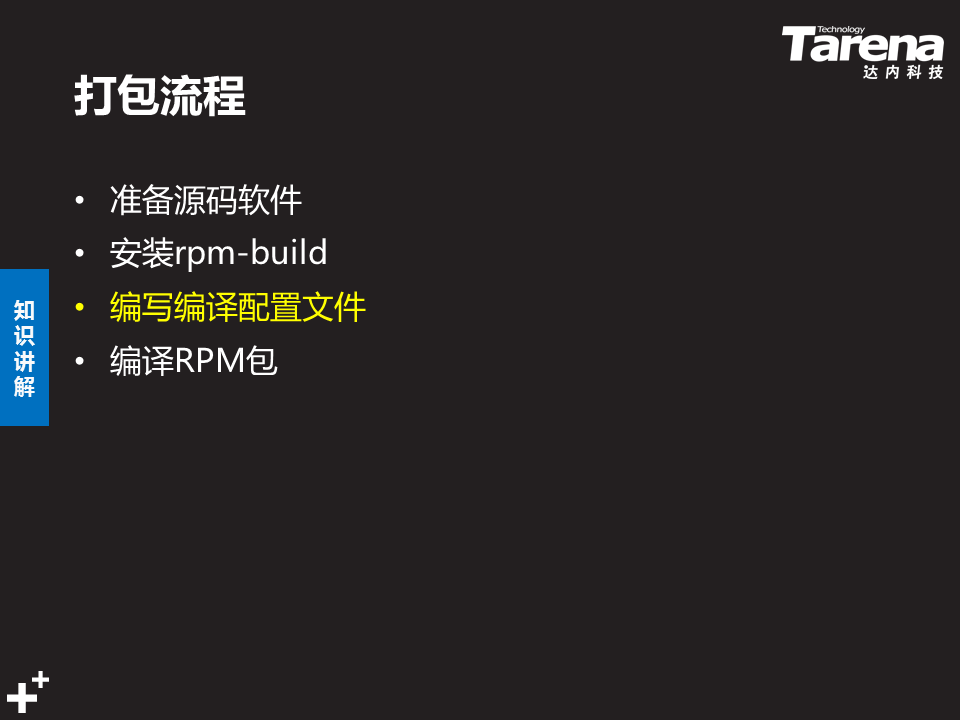 Technology
Tarena
达内科技
打包流程
• 准备源码软件
• 安装rpm-build
• 编写编译配置文件
• 编译RPM包
知
识
讲
解